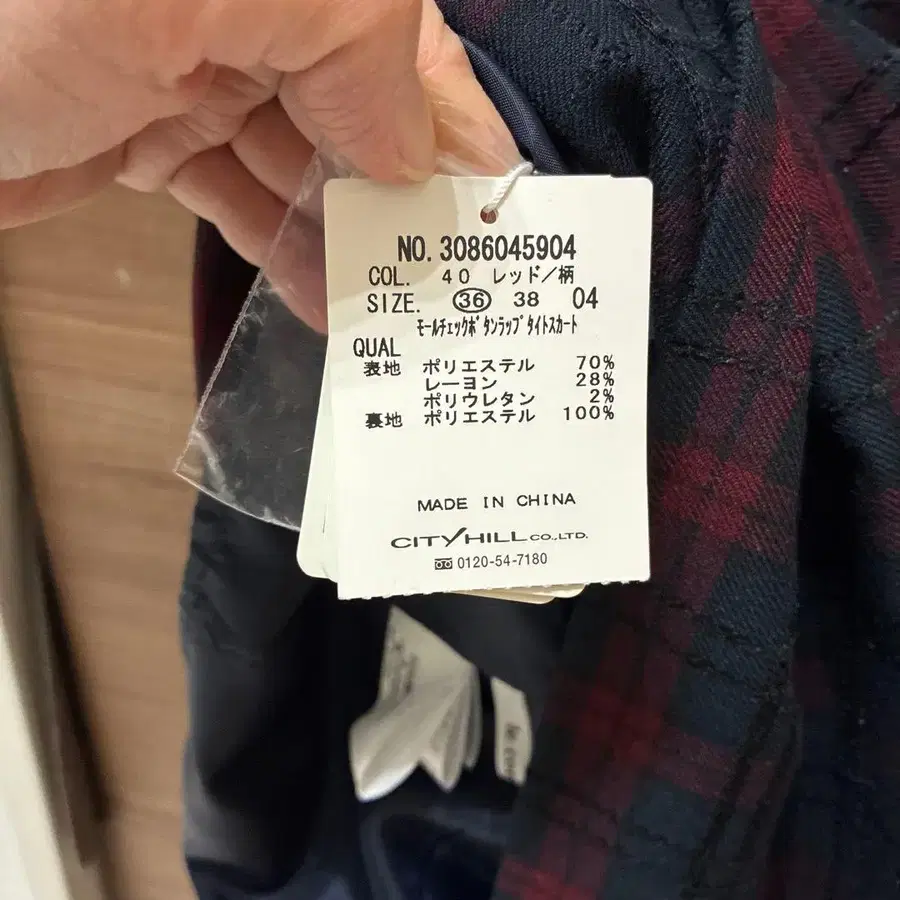 NO. 3086045904
COL. 40 レッド／柄
SIZE. 36 38 04
ﾓｰﾙﾁｪｯｸﾎﾞﾀﾝﾗｯﾌﾟﾀｲﾄｽｶｰﾄ
QUAL
表地 ポリエステル 70%
レーヨン 28%
ポリウレタン 2%
裏地 ポリエステル 100%
MADE IN CHINA
CITY HILL CO.,LTD.
0120-54-7180